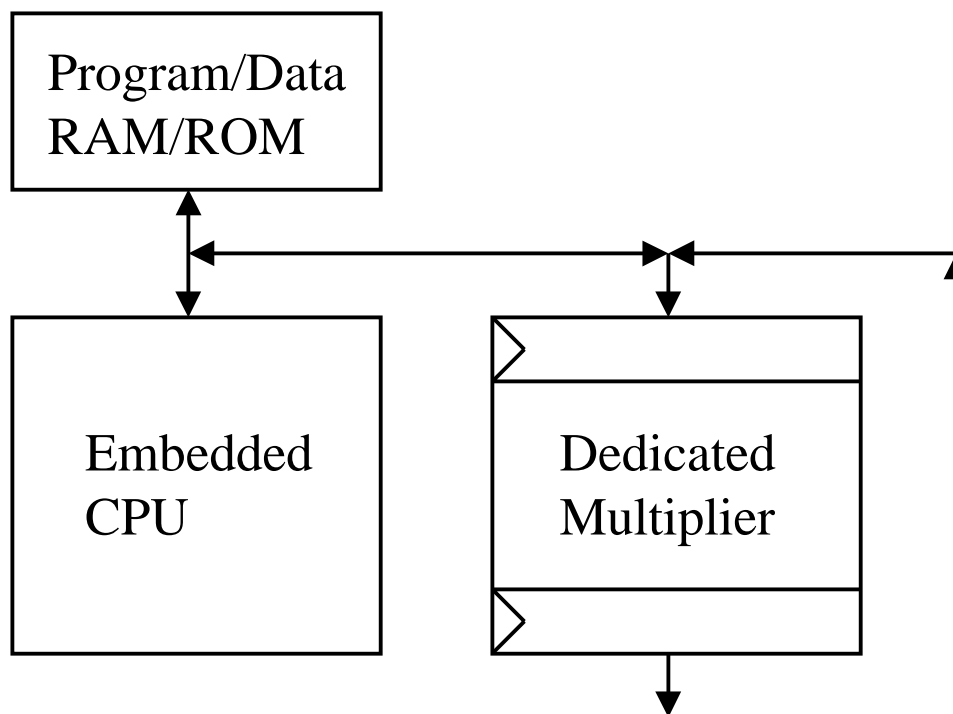 Program/Data
RAM/ROM
Embedded
CPU
Dedicated
Multiplier